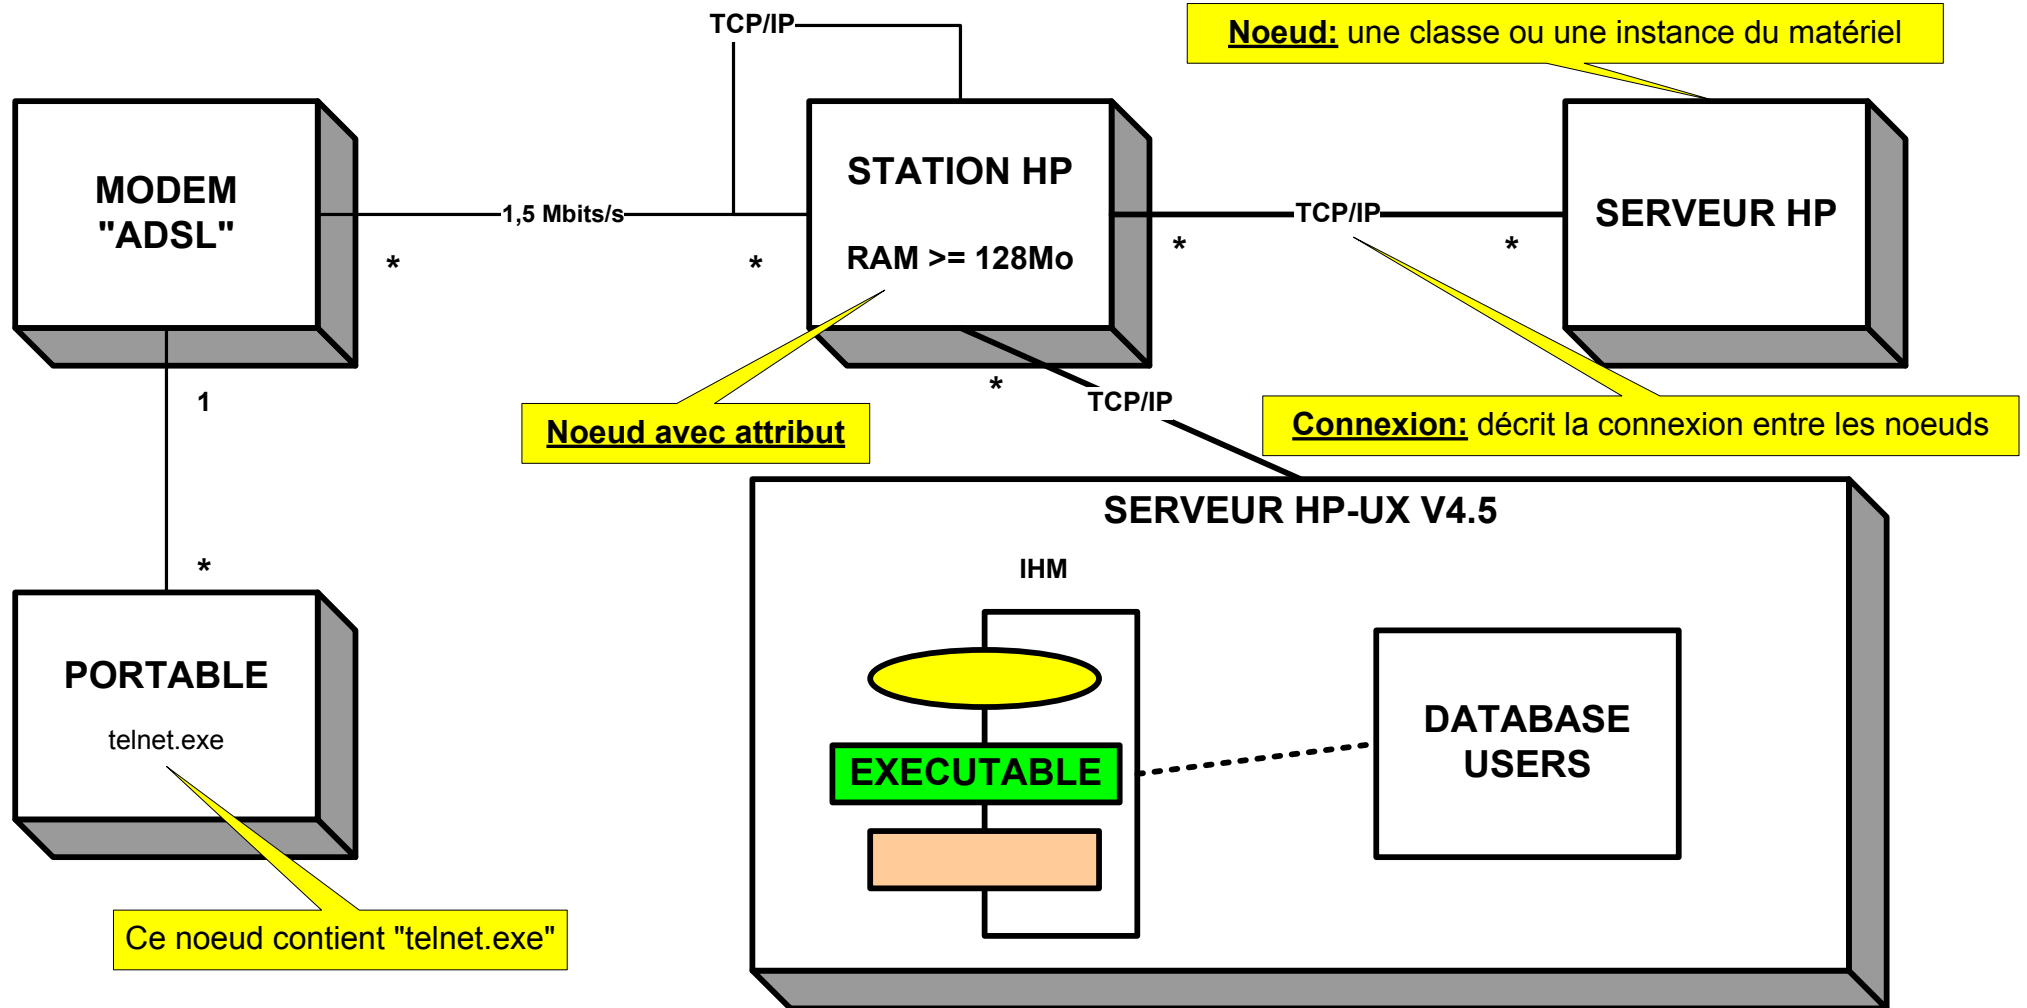 TCP/IP
Noeud: une classe ou une instance du matériel
MODEM
"ADSL"
STATION HP
RAM >= 128Mo
SERVEUR HP
1,5 Mbits/s
TCP/IP
*
*
*
*
1
*
TCP/IP
Noeud avec attribut
Connexion: décrit la connexion entre les noeuds
SERVEUR HP-UX V4.5
*
IHM
PORTABLE
telnet.exe
EXECUTABLE
DATABASE
USERS
Ce noeud contient "telnet.exe"